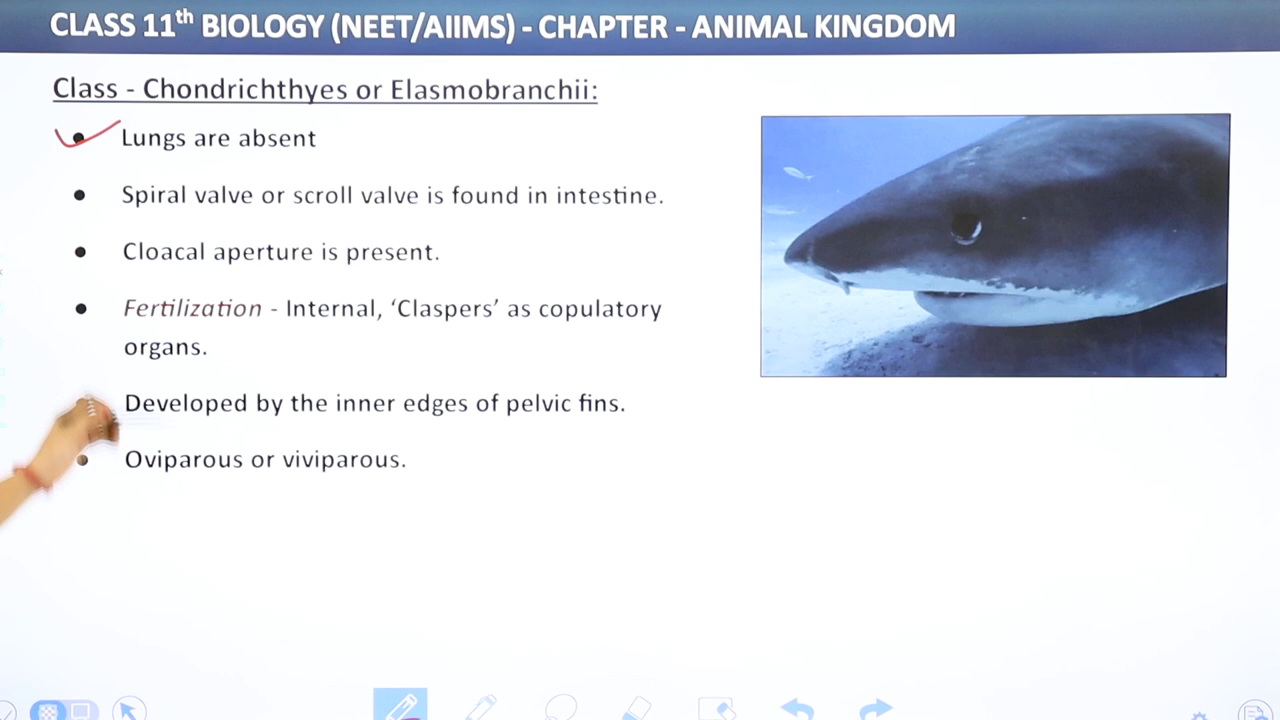 CLASS 11th BIOLOGY (NEET/AIIMS) - CHAPTER - ANIMAL KINGDOM
Class - Chondrichthyes or Elasmobranchii:
Lungs are absent
Spiral valve or scroll valve is found in intestine.
Cloacal aperture is present.
Fertilization - Internal, ‘Claspers’ as copulatory
organs.
Developed by the inner edges of pelvic fins.
Oviparous or viviparous.